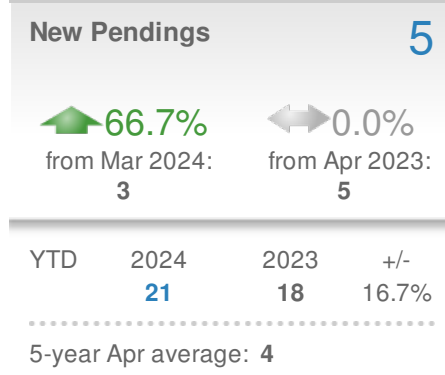 New Pendings 5
66.7% 0.0%
from Mar 2024: from Apr 2023:
3 5
YTD 2024 2023 +/-
21 18 16.7%
5-year Apr average: 4